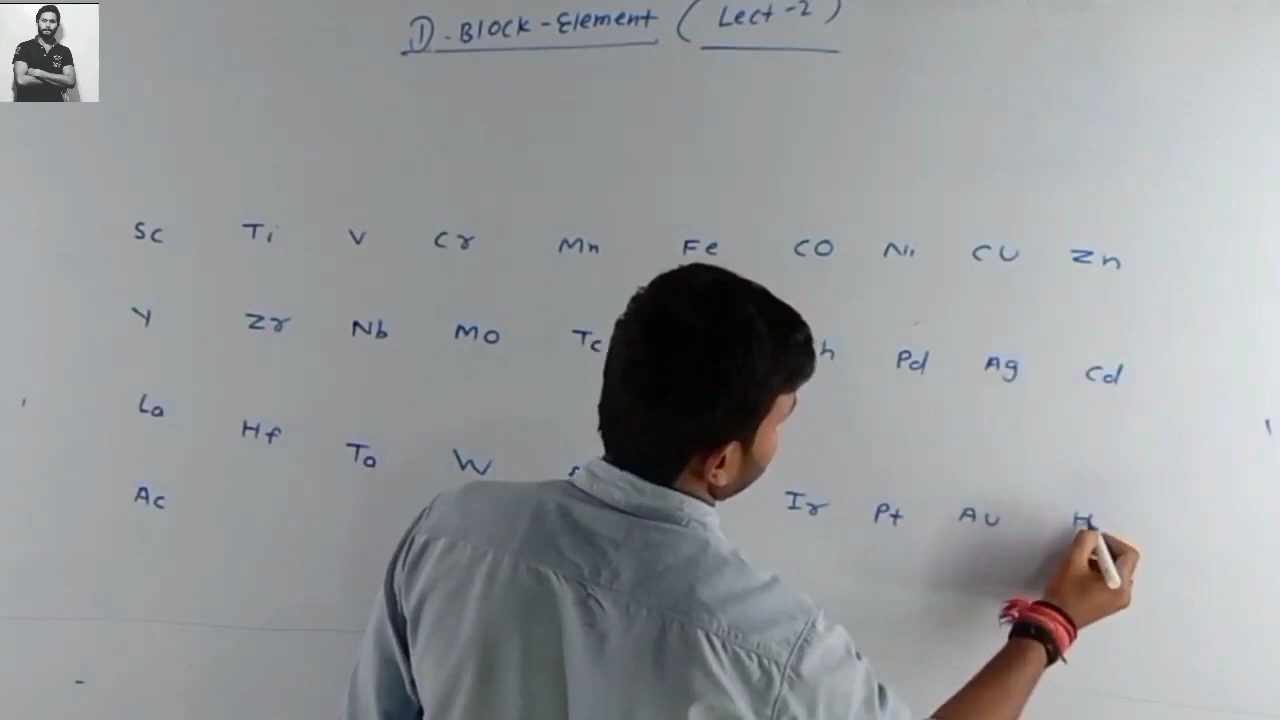 D-Block-Element (Lect-2)
Sc Ti V Cr Mn Fe CO Ni CU Zn
Y Zr Nb MO Tc Pd Ag Cd
La Hf Ta W Ir Pt AU
Ac